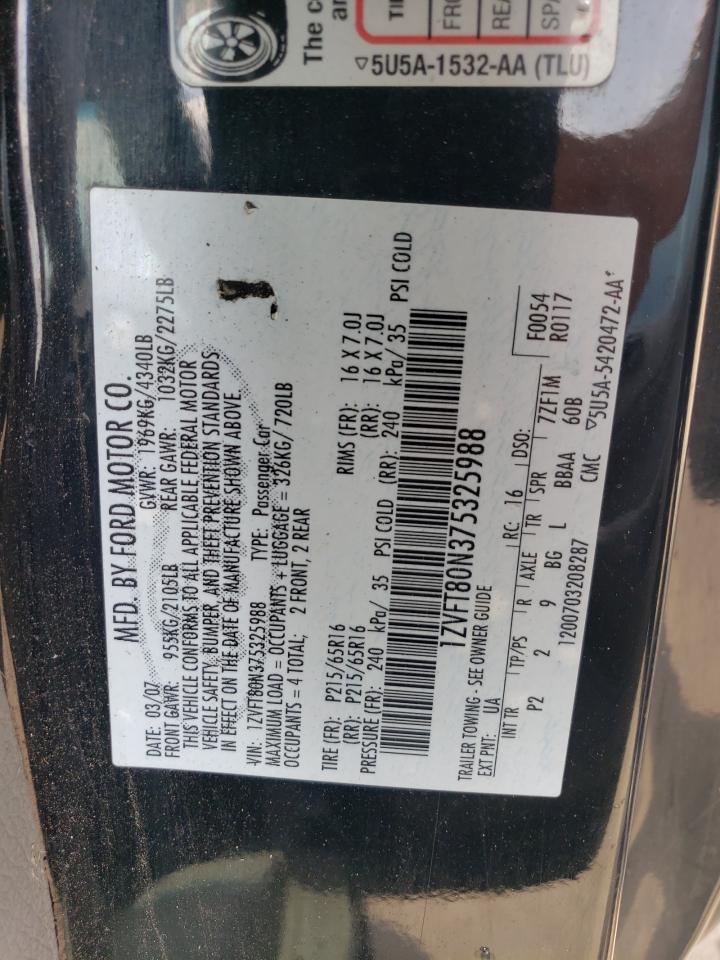 The co
an
TIR
FRO
REA
SPA
▽5U5A-1532-AA (TLU)
MFD. BY FORD MOTOR CO.
DATE: 03/07 GVWR: 1969KG/4340LB
FRONT GAWR: 955KG/2105LB REAR GAWR: 1032KG/2275LB
THIS VEHICLE CONFORMS TO ALL APPLICABLE FEDERAL MOTOR
VEHICLE SAFETY, BUMPER, AND THEFT PREVENTION STANDARDS
IN EFFECT ON THE DATE OF MANUFACTURE SHOWN ABOVE.
VIN: 1ZVFT80N375325988 TYPE: Passenger Car
MAXIMUM LOAD = OCCUPANTS + LUGGAGE = 326KG/ 720LB
OCCUPANTS = 4 TOTAL; 2 FRONT, 2 REAR
TIRE (FR): P215/65R16 RIMS (FR): 16 X 7.0J
(RR): P215/65R16 (RR): 16 X 7.0J
PRESSURE (FR): 240 kPa/ 35 PSI COLD (RR): 240 kPa/ 35 PSI COLD
1ZVFT80N375325988
TRAILER TOWING - SEE OWNER GUIDE
EXT PNT: UA RC: 16 DSO: F0054
INT TR TP/PS R AXLE TR SPR R0117
P2 2 9 BG L BBAA 7ZF1M 60B
1200703208287 CMC ▽5U5A-5420472-AA*